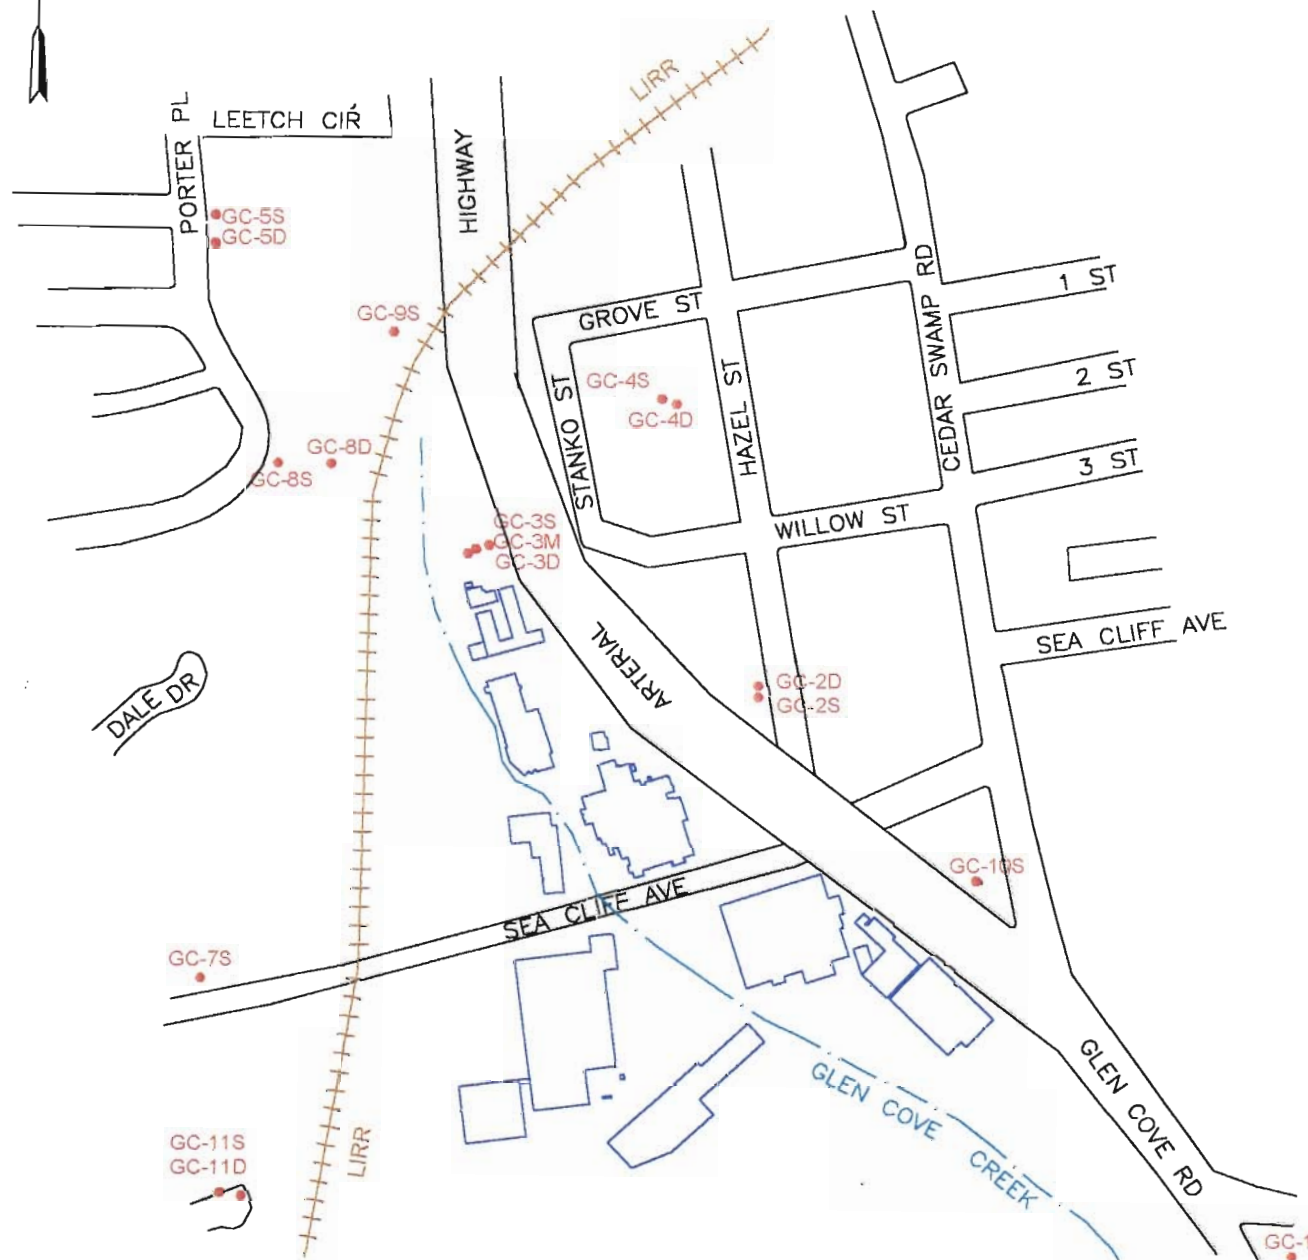 LIRR
PORTER PL
LEETCH CIR
HIGHWAY
GC-5S
GC-5D
CEDAR SWAMP RD
1 ST
GROVE ST
GC-9S
2 ST
GC-4S
STANKO ST
HAZEL ST
GC-4D
GC-8D
3 ST
GC-8S
WILLOW ST
GC-3S
GC-3M
GC-3D
SEA CLIFF AVE
ARTERIAL
GC-2D
GC-2S
DALE DR
GC-10S
SEA CLIFF AVE
GC-7S
GLEN COVE CREEK
GLEN COVE RD
LIRR
GC-11S
GC-11D